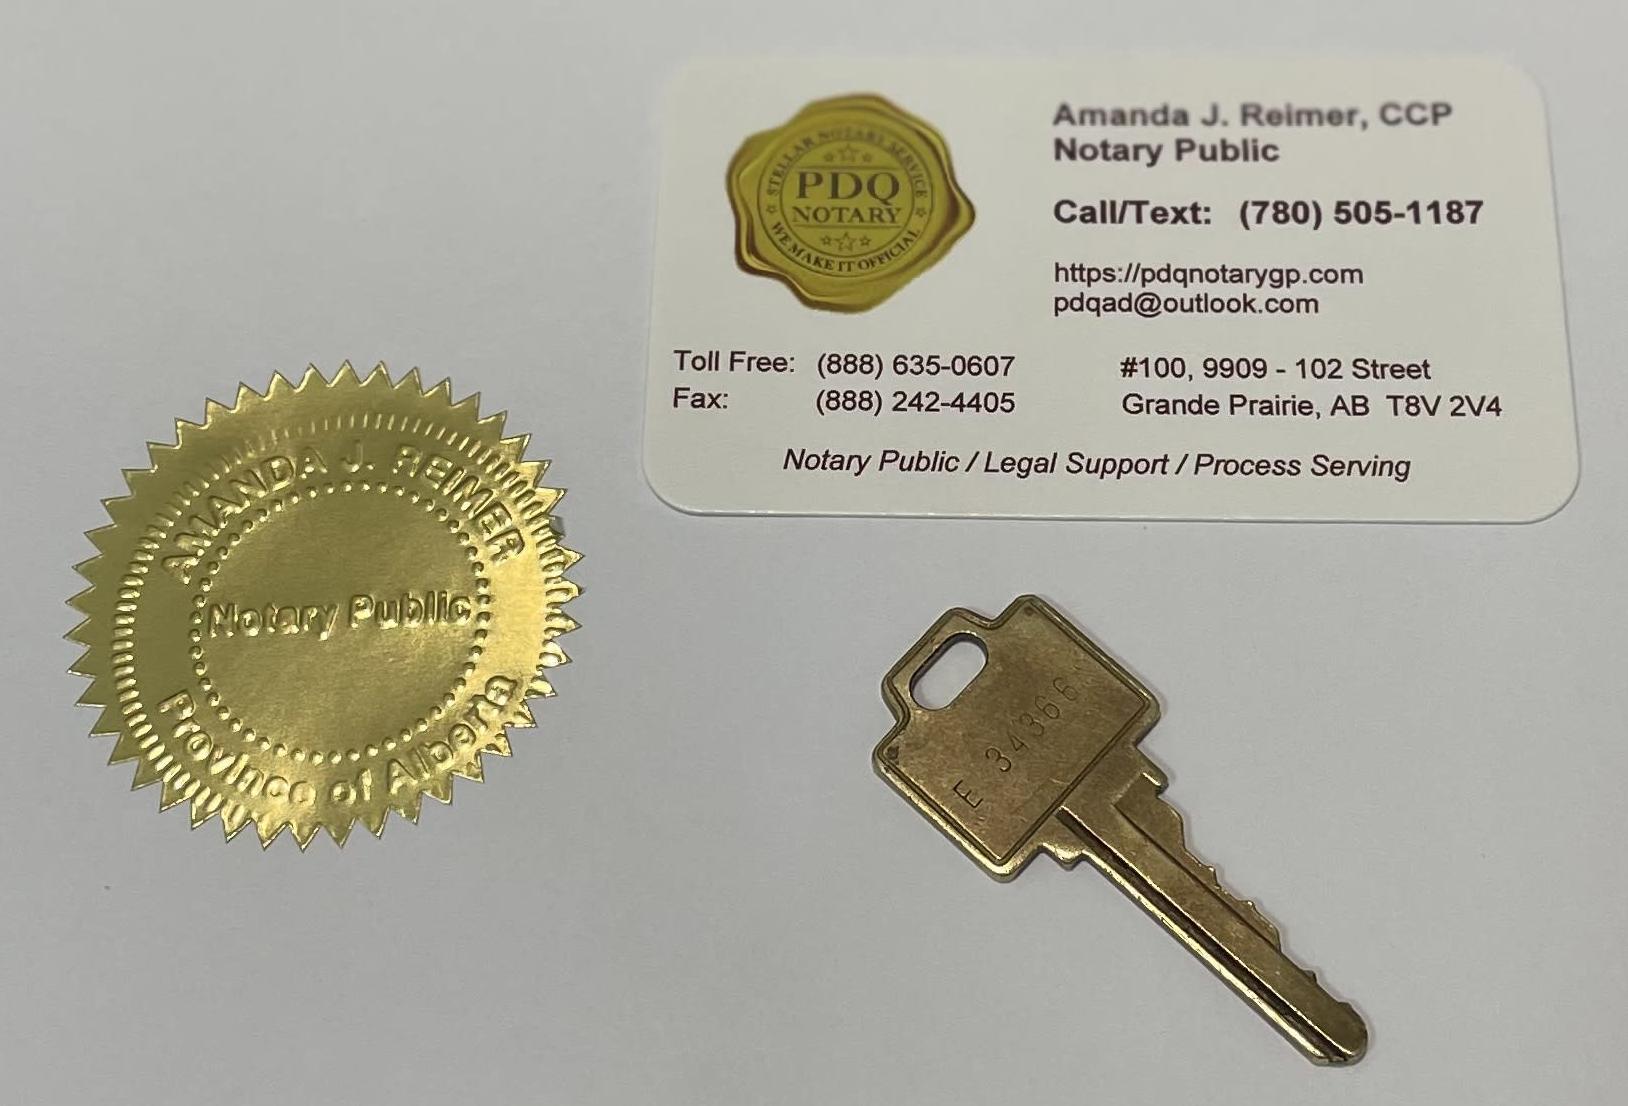 STELLAR NOTARY SERVICE
PDQ
NOTARY
WE MAKE IT OFFICIAL
Amanda J. Reimer, CCP
Notary Public
Call/Text: (780) 505-1187
https://pdqnotarygp.com
pdqad@outlook.com
Toll Free: (888) 635-0607
Fax: (888) 242-4405
#100, 9909 - 102 Street
Grande Prairie, AB T8V 2V4
Notary Public / Legal Support / Process Serving
AMANDA J. REIMER
Notary Public
Province of Alberta
E 34366